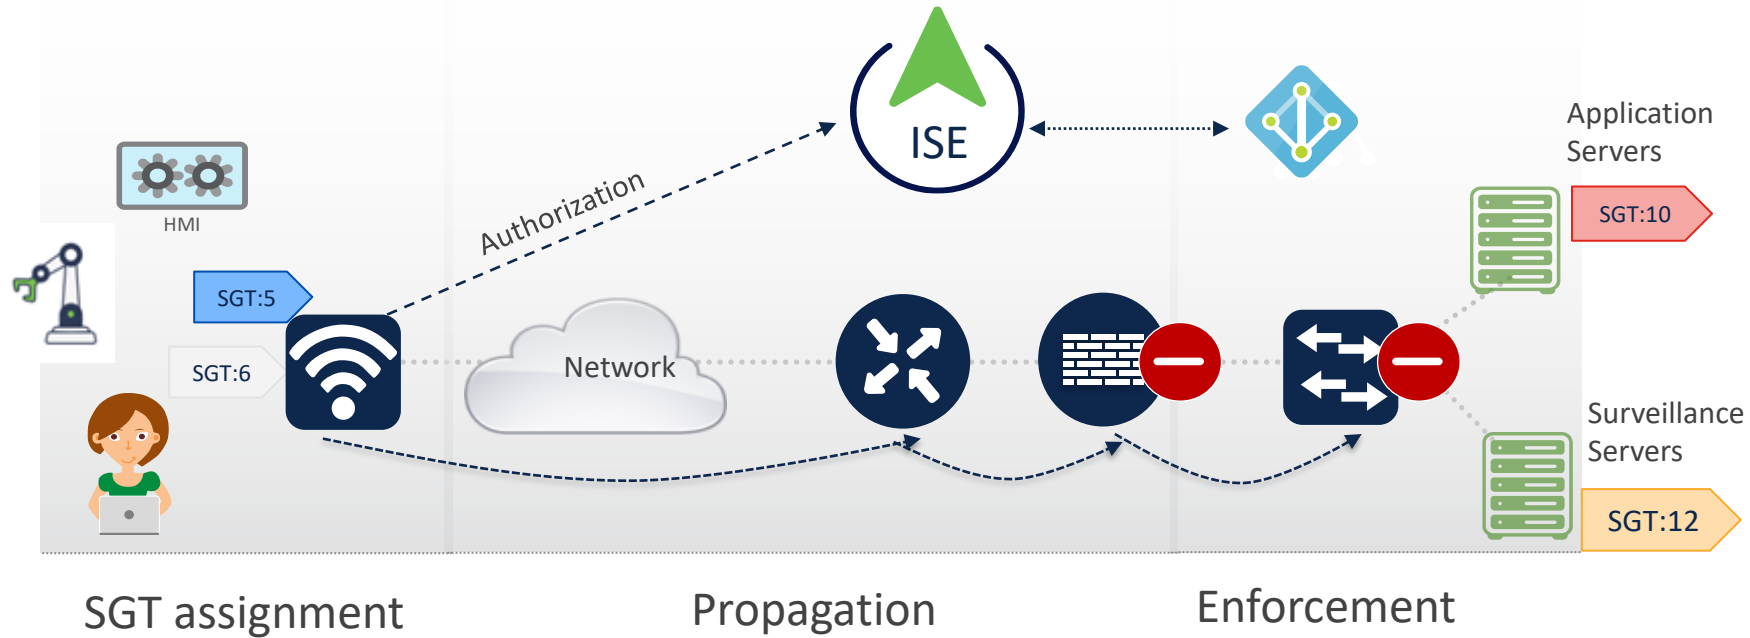 ISE
Application
Servers
SGT:10
HMI
Authorization
SGT:5
SGT:6
Network
Surveillance
Servers
SGT:12
SGT assignment
Propagation
Enforcement